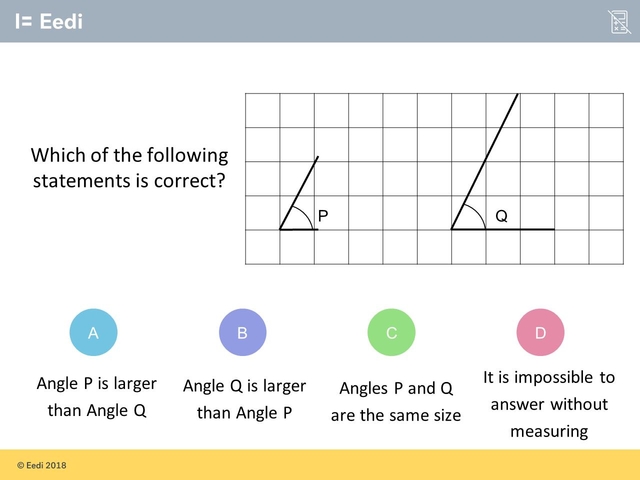 I= Eedi
Which of the following
statements is correct?
P
Q
A
Angle P is larger
than Angle Q
B
Angle Q is larger
than Angle P
C
Angles P and Q
are the same size
D
It is impossible to
answer without
measuring
© Eedi 2018